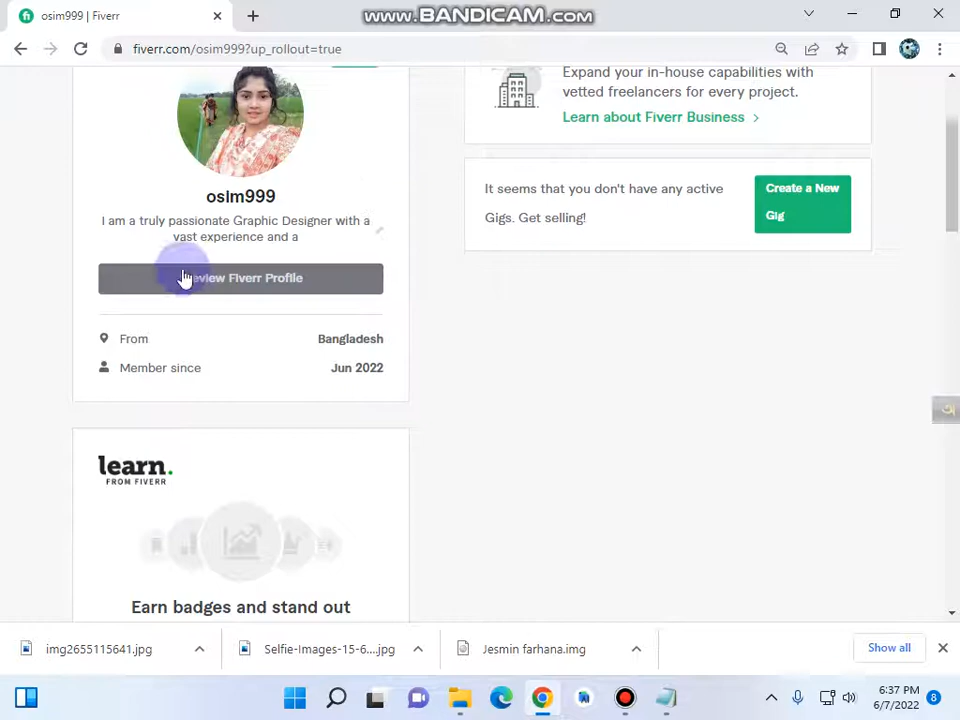 osim999 | Fiverr
www.BANDICAM.com
fiverr.com/osim999?up_rollout=true
Expand your in-house capabilities with
vetted freelancers for every project.
Learn about Fiverr Business >
It seems that you don't have any active
Gigs. Get selling!
Create a New
Gig
osim999
I am a truly passionate Graphic Designer with a
vast experience and a
Fiverr Profile
From
Bangladesh
Member since
Jun 2022
learn.
FROM FIVERR
Earn badges and stand out
img2655115641.jpg
Selfie-Images-15-6....jpg
Jesmin farhana.img
Show all
6:37 PM
6/7/2022
8